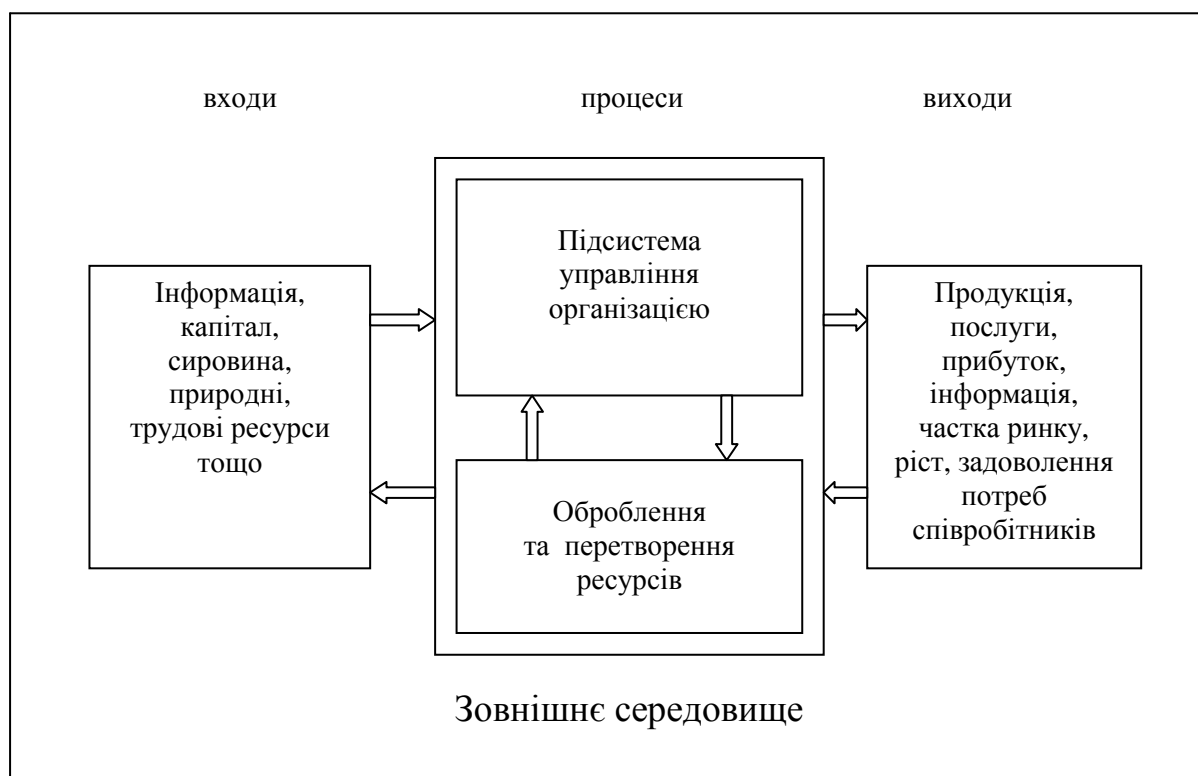 входи
процеси
виходи
Підсистема
управління
організацією
Інформація,
капітал,
сировина,
природні,
трудові ресурси
тощо
Продукція,
послуги,
прибуток,
інформація,
частка ринку,
ріст, задоволення
потреб
співробітників
Оброблення
та перетворення
ресурсів
Зовнішнє середовище